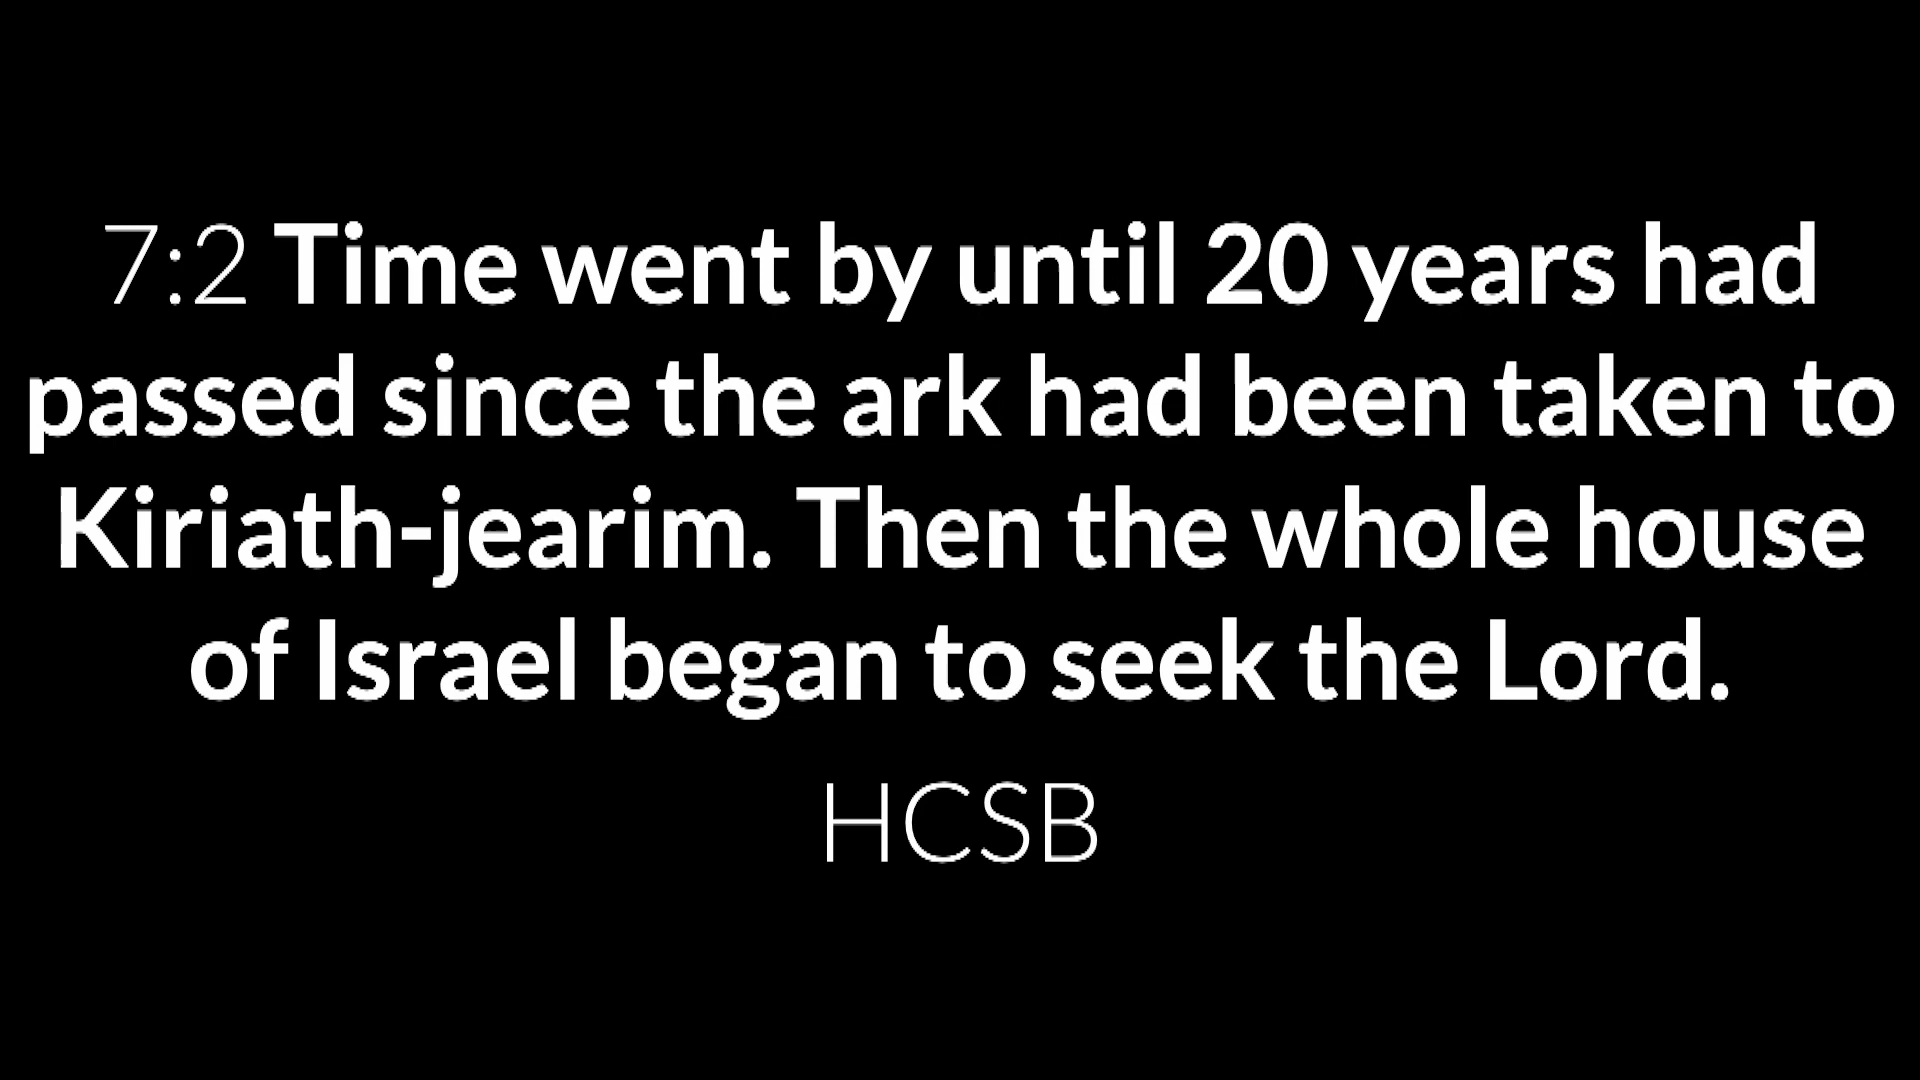 7:2 Time went by until 20 years had
passed since the ark had been taken to
Kiriath-jearim. Then the whole house
of Israel began to seek the Lord.
HCSB